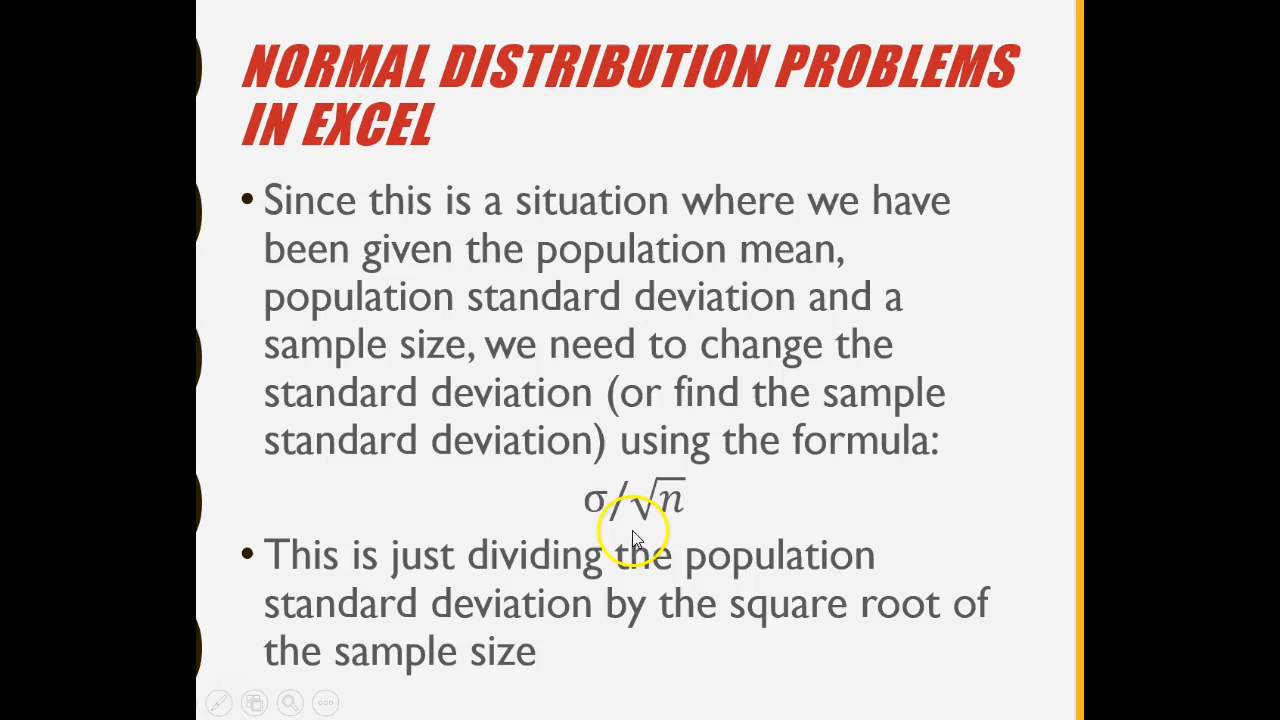 NORMAL DISTRIBUTION PROBLEMS
IN EXCEL
• Since this is a situation where we have
been given the population mean,
population standard deviation and a
sample size, we need to change the
standard deviation (or find the sample
standard deviation) using the formula:
σ/√n
• This is just dividing the population
standard deviation by the square root of
the sample size